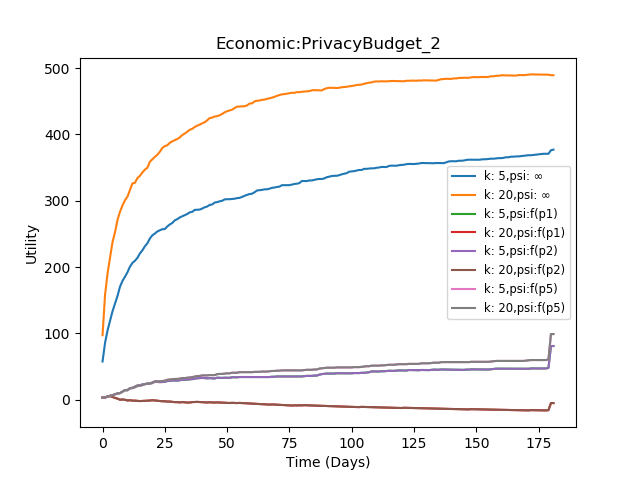 Economic:PrivacyBudget_2
Utility
500
400
300
200
100
0
k: 5,psi: ∞
k: 20,psi: ∞
k: 5,psi:f(p1)
k: 20,psi:f(p1)
k: 5,psi:f(p2)
k: 20,psi:f(p2)
k: 5,psi:f(p5)
k: 20,psi:f(p5)
0 25 50 75 100 125 150 175
Time (Days)